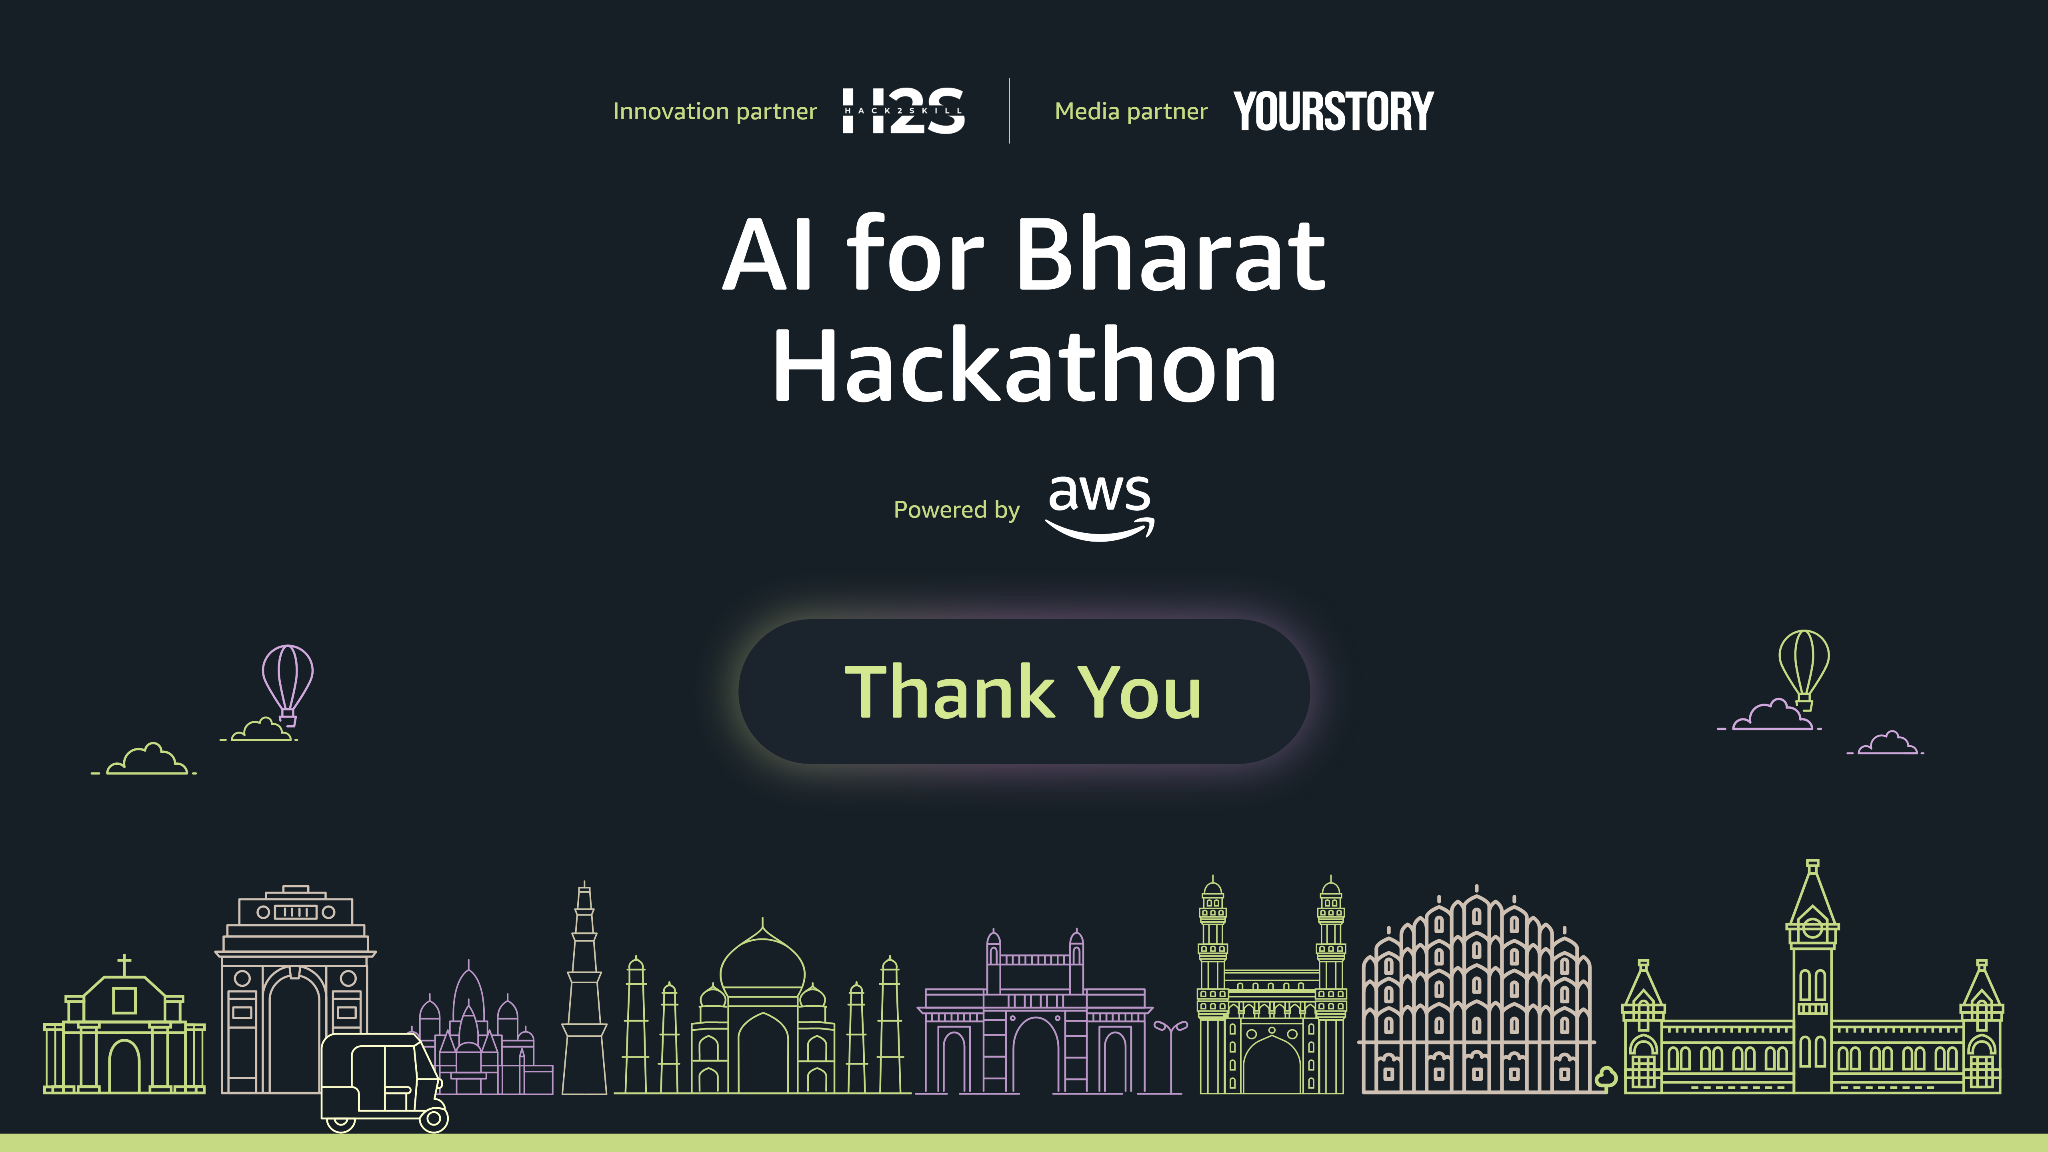 Innovation partner H2S HACK2SKILL Media partner YOURSTORY
AI for Bharat
Hackathon
Powered by aws
Thank You